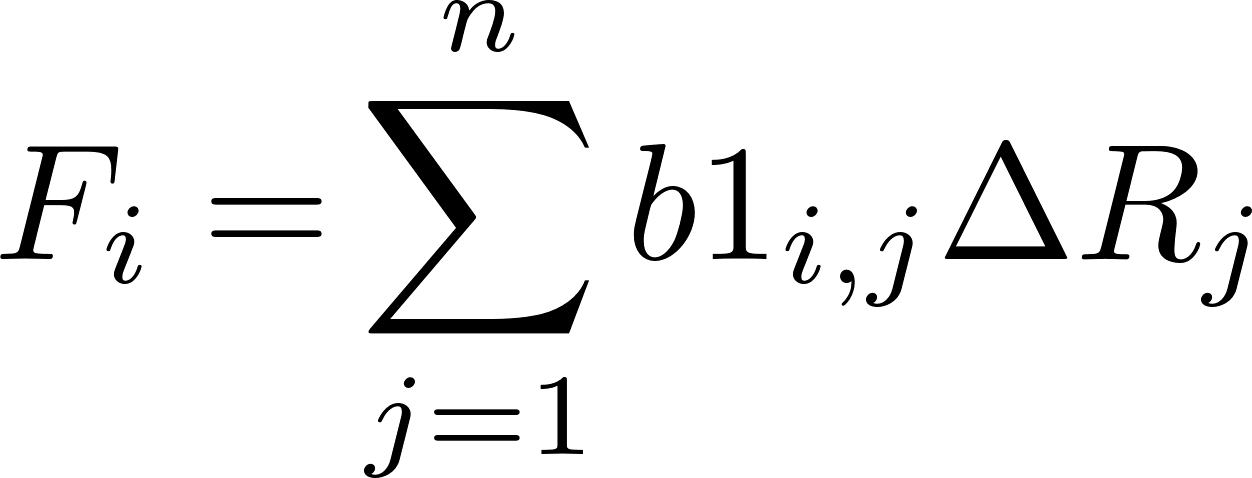 F_i = \sum_{j=1}^{n} b1_{i,j} \Delta R_j